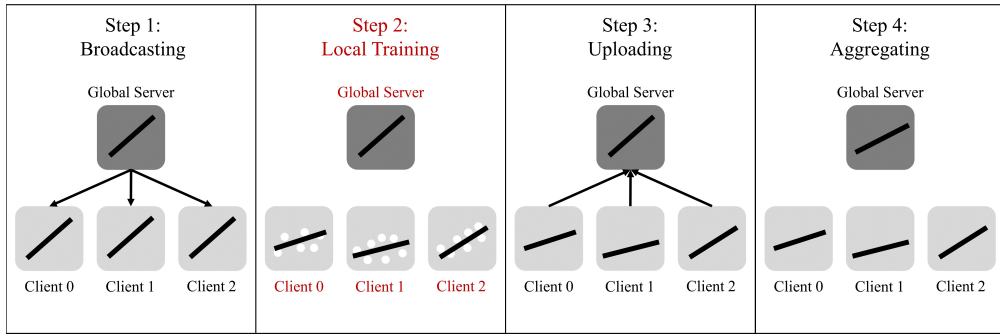 Step 1:
Broadcasting
Global Server
Client 0
Client 1
Client 2
Step 2:
Local Training
Global Server
Client 0
Client 1
Client 2
Step 3:
Uploading
Global Server
Client 0
Client 1
Client 2
Step 4:
Aggregating
Global Server
Client 0
Client 1
Client 2